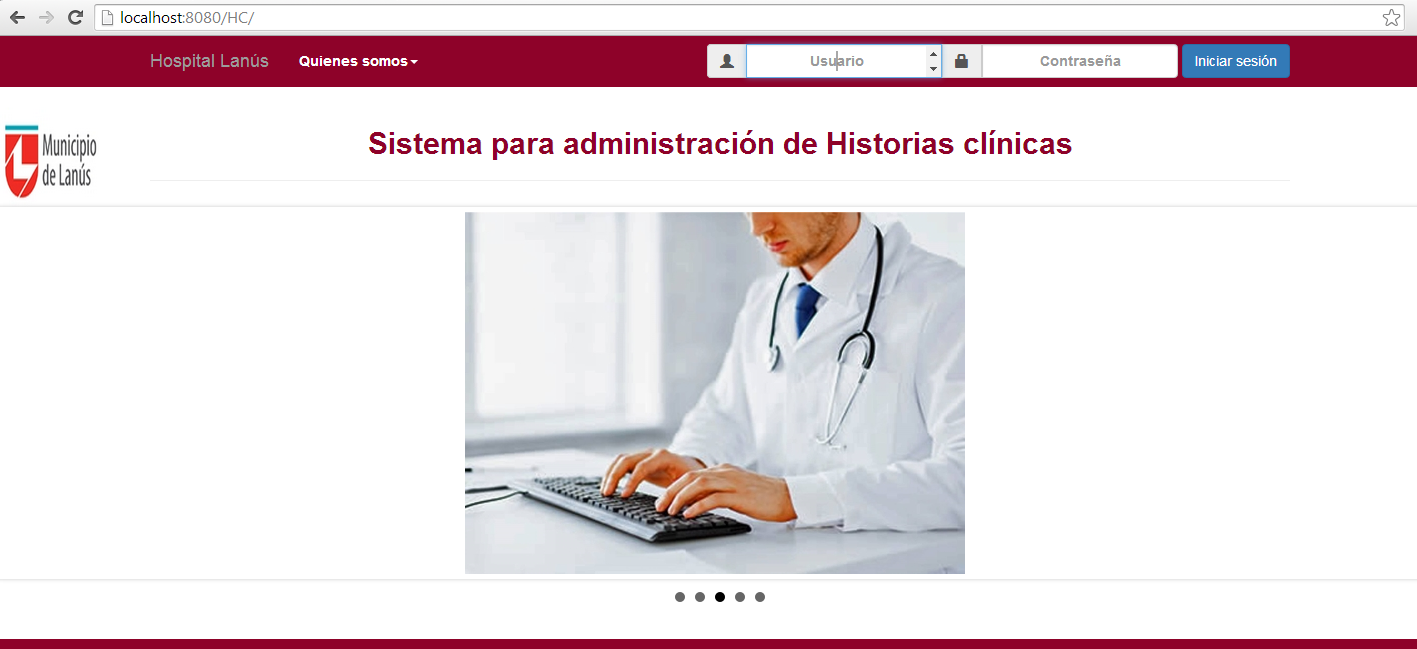 localhost:8080/HC/
Hospital Lanús Quienes somos Usuario Contraseña Iniciar sesión
Sistema para administración de Historias clínicas
Municipio
de Lanús